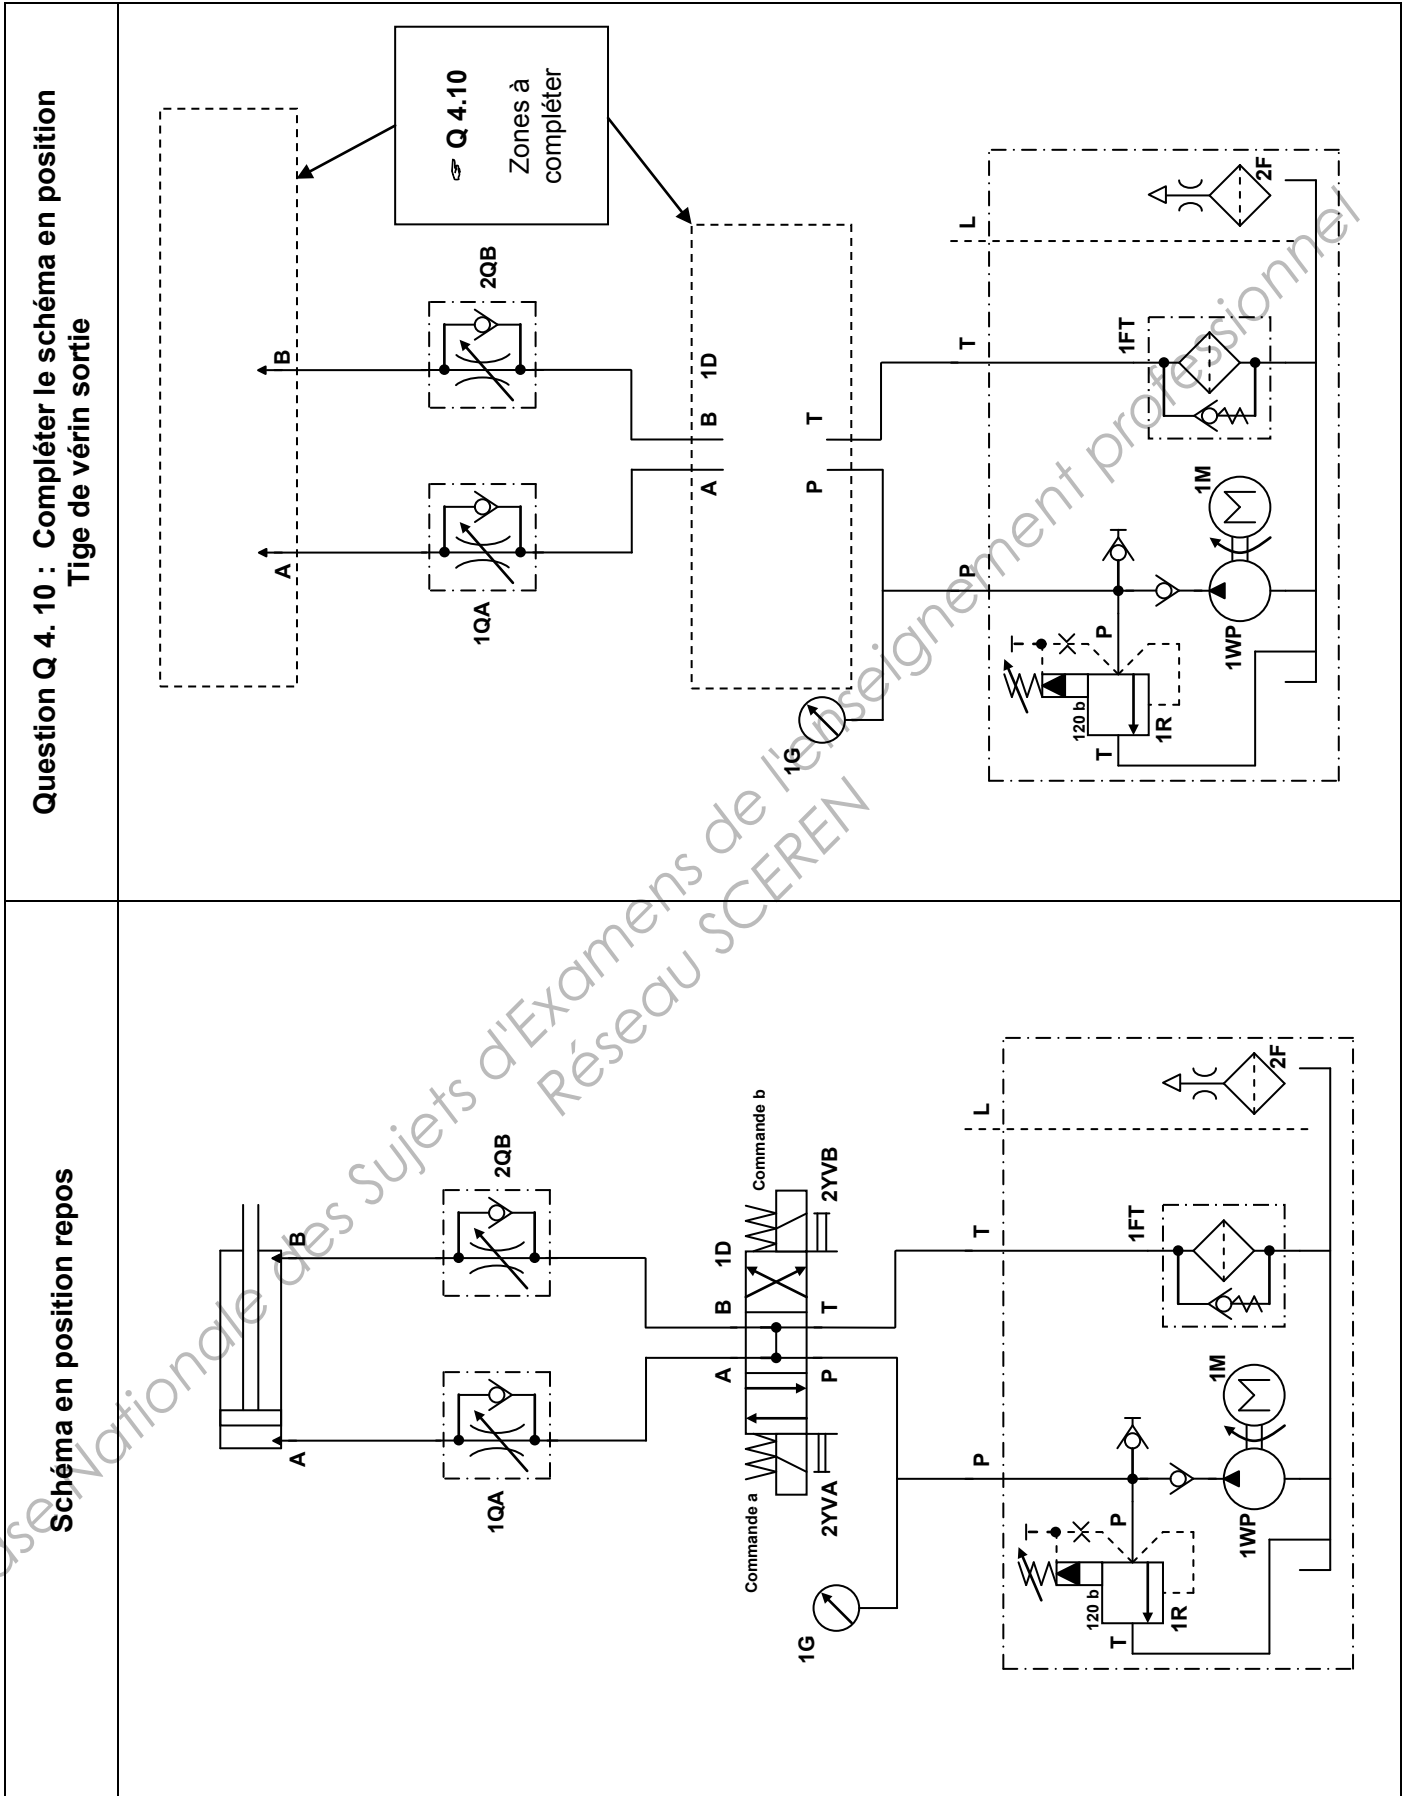 Question Q 4. 10 : Compléter le schéma en position
Tige de vérin sortie
☞ Q 4.10
Zones à
compléter
A
B
1QA
2QB
A
B
1D
P
T
1G
P
T
L
1FT
2F
1M
1WP
P
120 b
T
1R
Schéma en position repos
A
B
1QA
2QB
Commande a
Commande b
2YVA
2YVB
A
B
1D
P
T
1G
P
T
L
1FT
2F
1M
1WP
P
120 b
T
1R
Nationale des Sujets d'Examens de l'enseignement professionnel
Réseau SCEREN